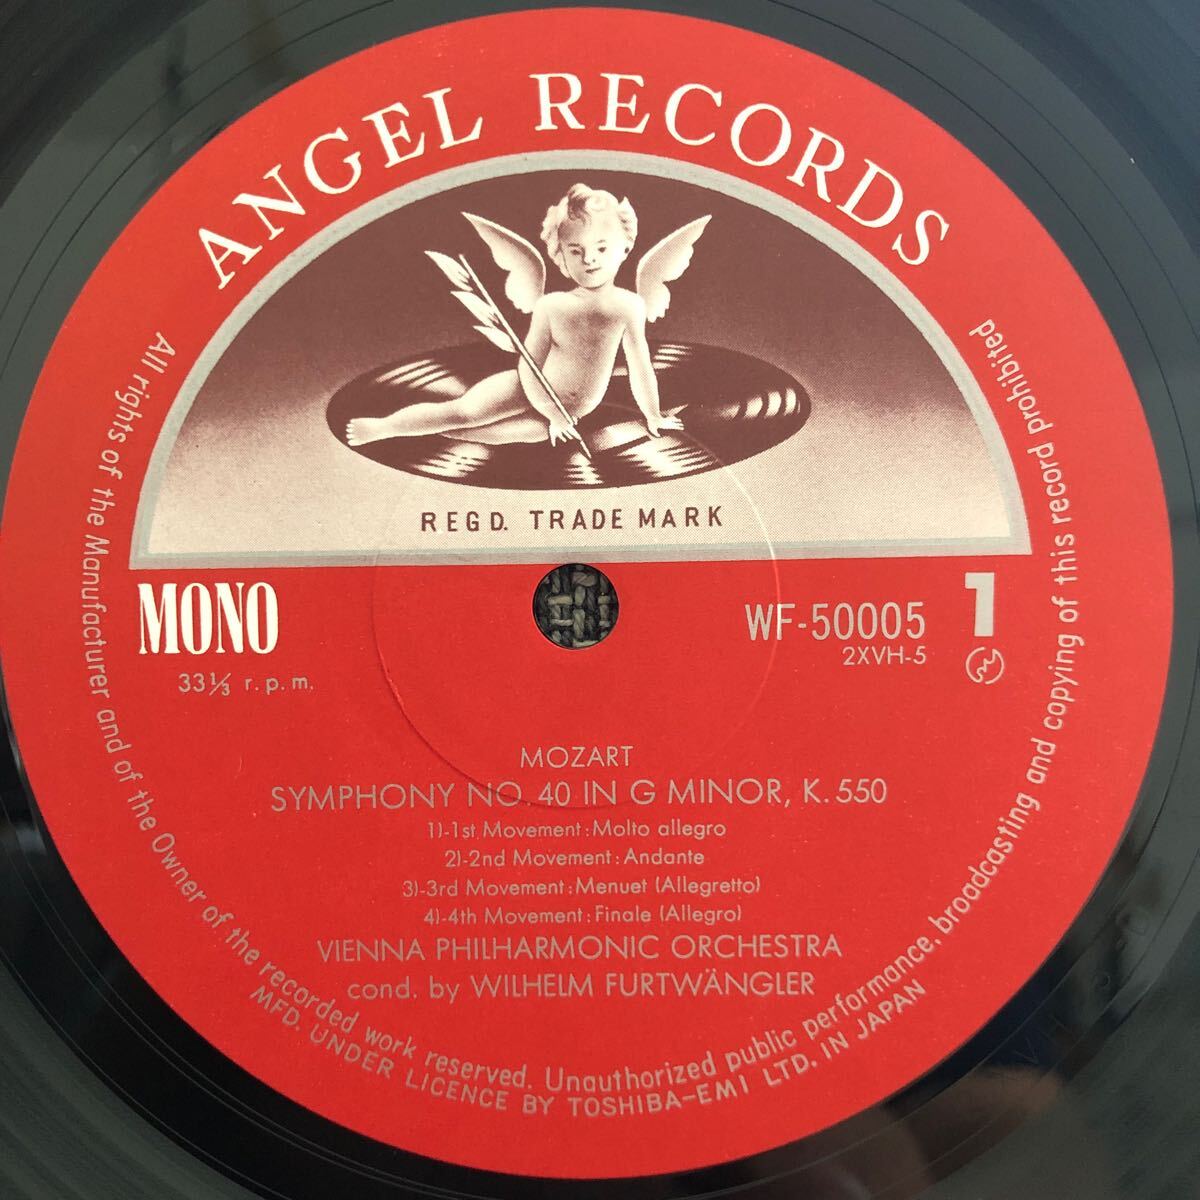 ANGEL RECORDS
REGD. TRADE MARK
MONO
33⅓ r.p.m.
WF-50005
2XVH-5
1
MOZART
SYMPHONY NO. 40 IN G MINOR, K. 550
1)-1st Movement: Molto allegro
2)-2nd Movement: Andante
3)-3rd Movement: Menuet (Allegretto)
4)-4th Movement: Finale (Allegro)
VIENNA PHILHARMONIC ORCHESTRA
cond. by WILHELM FURTWÄNGLER
All rights of the Manufacturer and of the Owner of the recorded work reserved. Unauthorized public performance, broadcasting and copying of this record prohibited
MFD. UNDER LICENCE BY TOSHIBA-EMI LTD. IN JAPAN